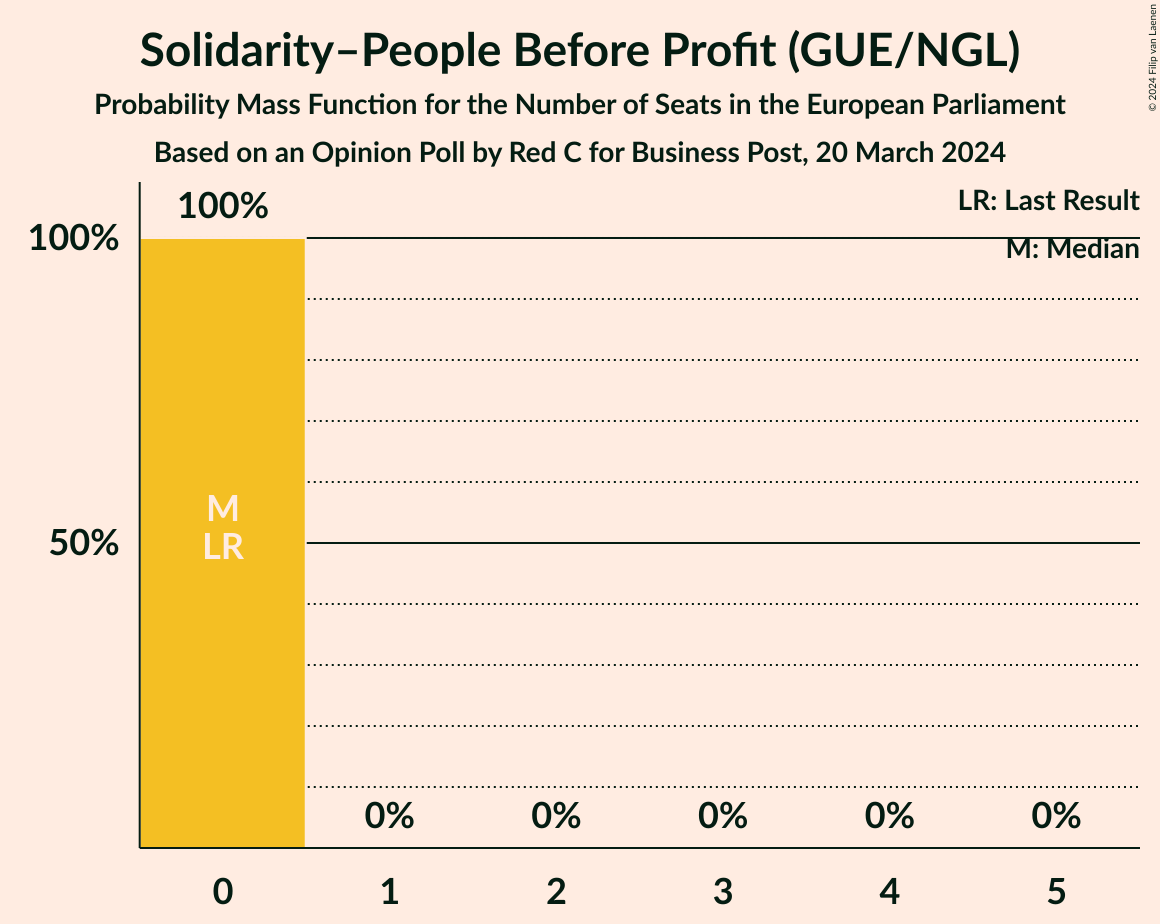 Solidarity–People Before Profit (GUE/NGL)
Probability Mass Function for the Number of Seats in the European Parliament
Based on an Opinion Poll by Red C for Business Post, 20 March 2024
© 2024 Filip van Laenen
LR: Last Result
M: Median
100%
100%
50%
M
LR
0% 0% 0% 0% 0%
0 1 2 3 4 5